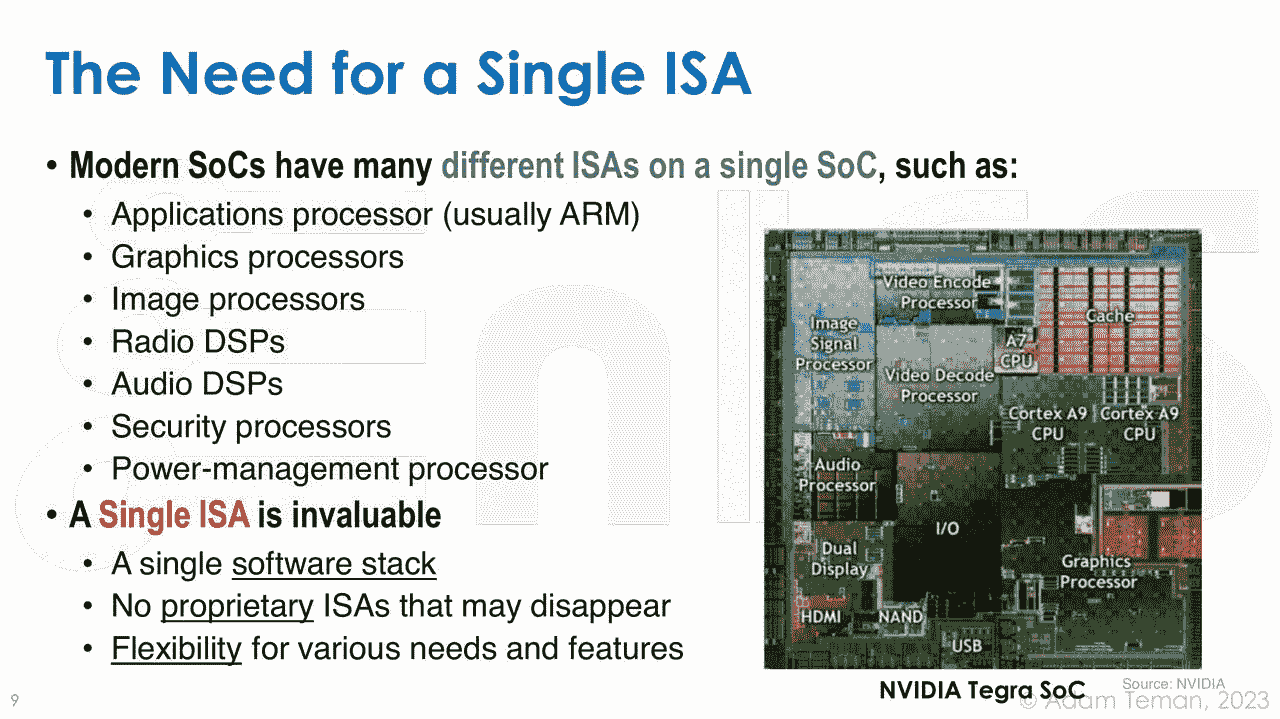 The Need for a Single ISA
• Modern SoCs have many different ISAs on a single SoC, such as:
• Applications processor (usually ARM)
• Graphics processors
• Image processors
• Radio DSPs
• Audio DSPs
• Security processors
• Power-management processor
• A Single ISA is invaluable
• A single software stack
• No proprietary ISAs that may disappear
• Flexibility for various needs and features
Video Encode
Processor
Image
Signal
Processor
Cache
A7
CPU
Video Decode
Processor
Cortex A9
CPU
Cortex A9
CPU
Audio
Processor
I/O
Dual
Display
Graphics
Processor
HDMI
NAND
USB
NVIDIA Tegra SoC
Source: NVIDIA
© Adam Teman, 2023
9